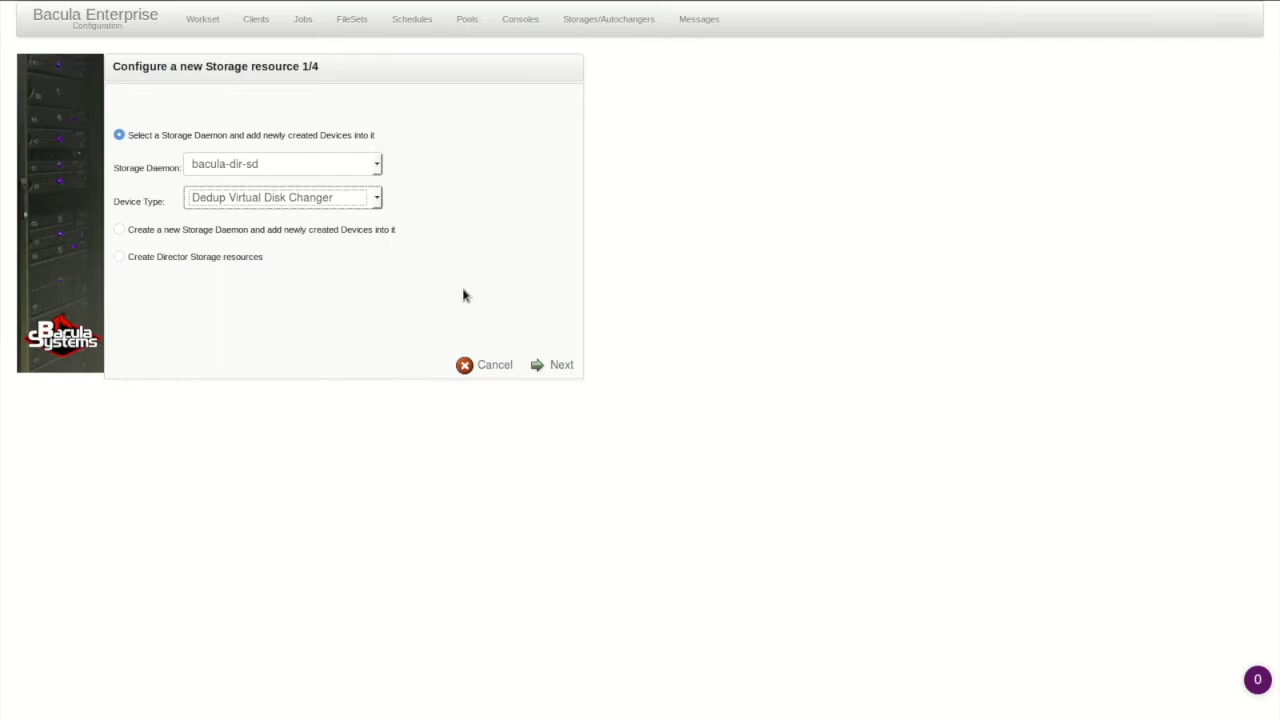 Bacula Enterprise
Configuration
Workset
Clients
Jobs
FileSets
Schedules
Pools
Consoles
Storages/Autochangers
Messages
Configure a new Storage resource 1/4
Select a Storage Daemon and add newly created Devices into it
Storage Daemon: bacula-dir-sd
Device Type: Dedup Virtual Disk Changer
Create a new Storage Daemon and add newly created Devices into it
Create Director Storage resources
Bacula
Systems
Cancel
Next
0